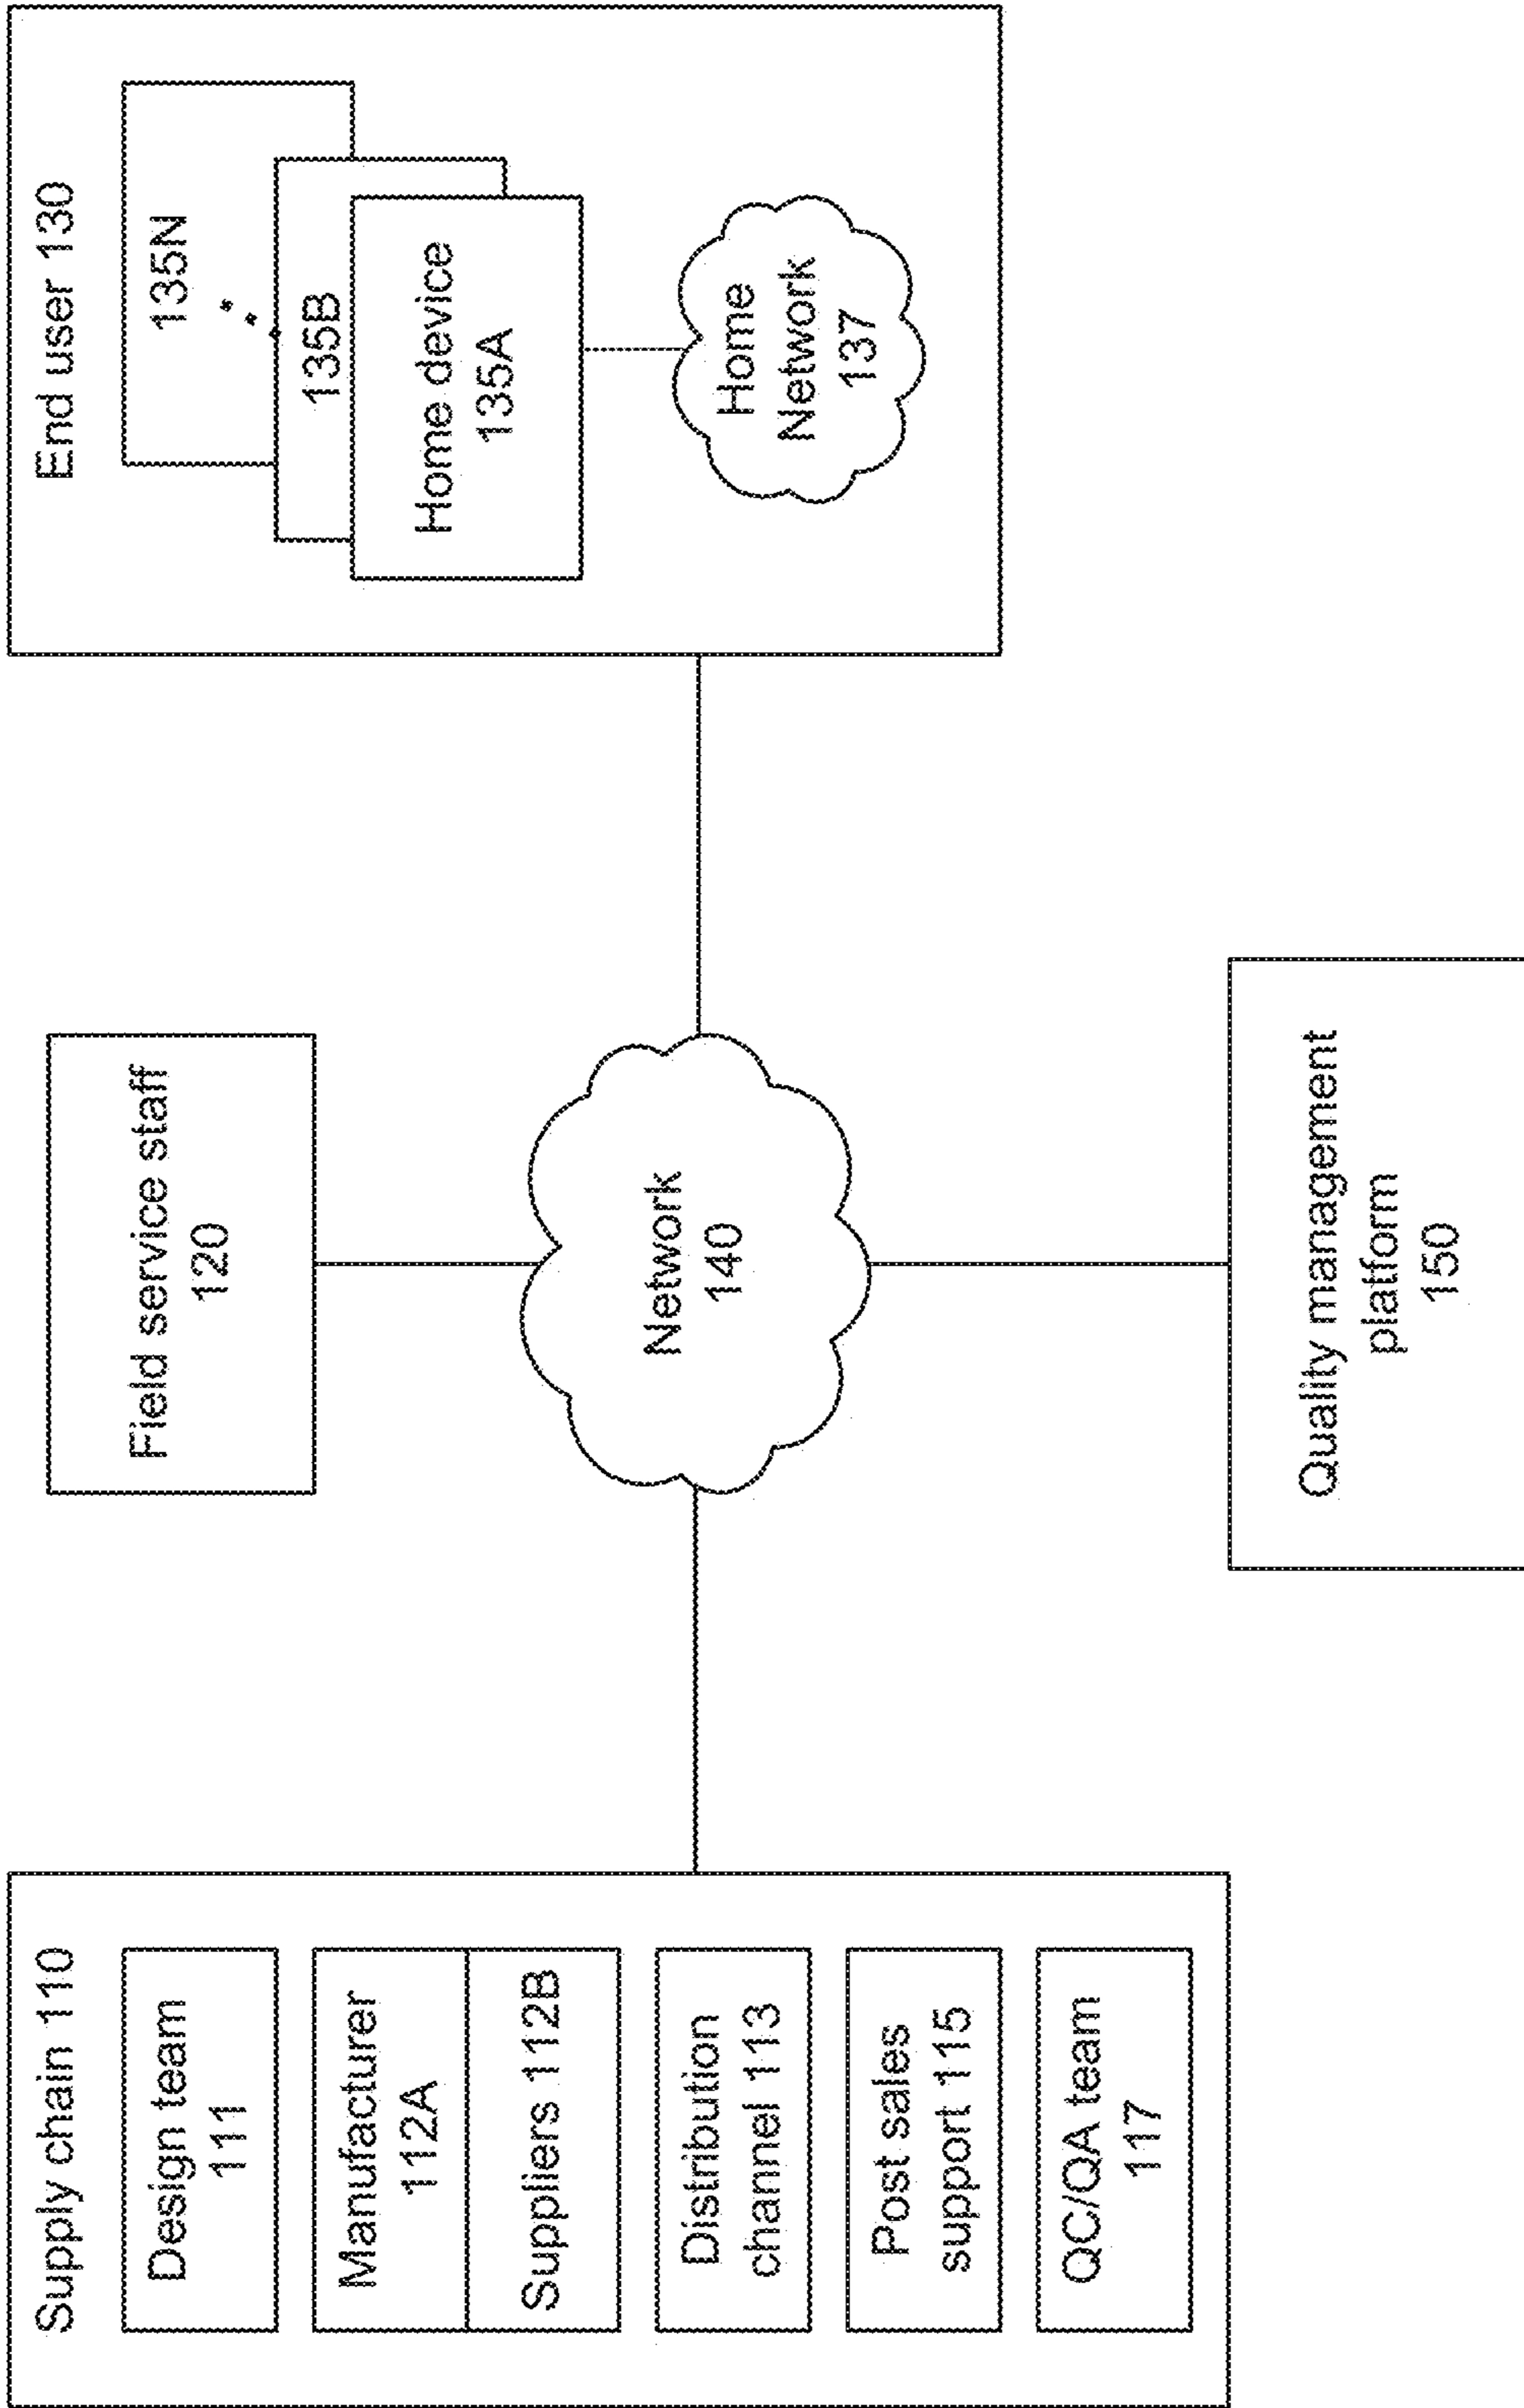 Supply chain 110
Design team
111
Manufacturer
112A
Suppliers 112B
Distribution
channel 113
Post sales
support 115
QC/QA team
117
Field service staff
120
Network
140
Quality management
platform
150
End user 130
135N
135B
Home device
135A
Home
Network
137